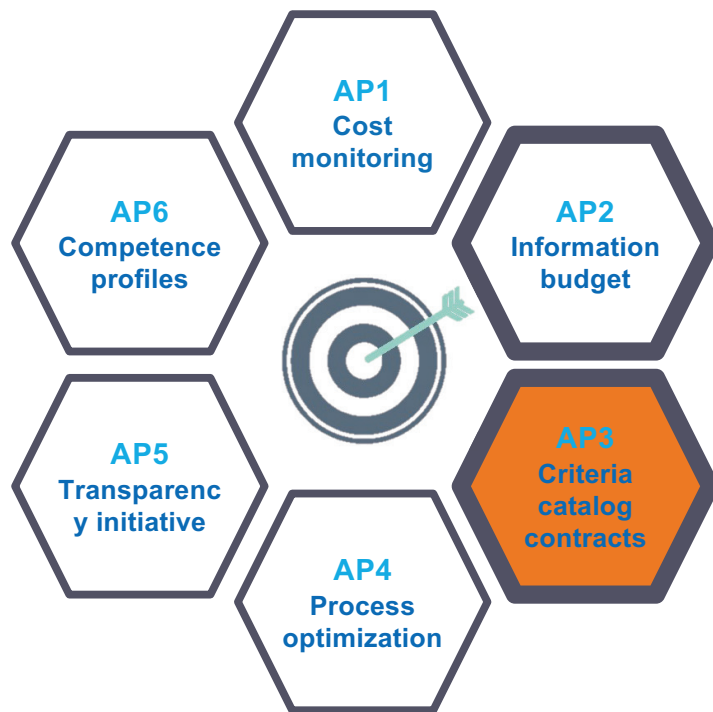 AP1
Cost
monitoring
AP2
Information
budget
AP3
Criteria
catalog
contracts
AP4
Process
optimization
AP5
Transparenc
y initiative
AP6
Competence
profiles